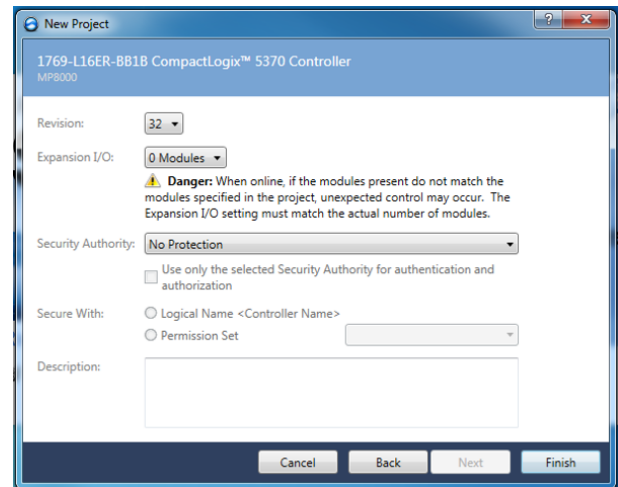 New Project
?
1769-L16ER-BB1B CompactLogix™ 5370 Controller
MP8000
Revision:
32
Expansion I/O:
0 Modules
Danger: When online, if the modules present do not match the
modules specified in the project, unexpected control may occur. The
Expansion I/O setting must match the actual number of modules.
Security Authority:
No Protection
Use only the selected Security Authority for authentication and
authorization
Secure With:
Logical Name <Controller Name>
Permission Set
Description:
Cancel
Back
Next
Finish